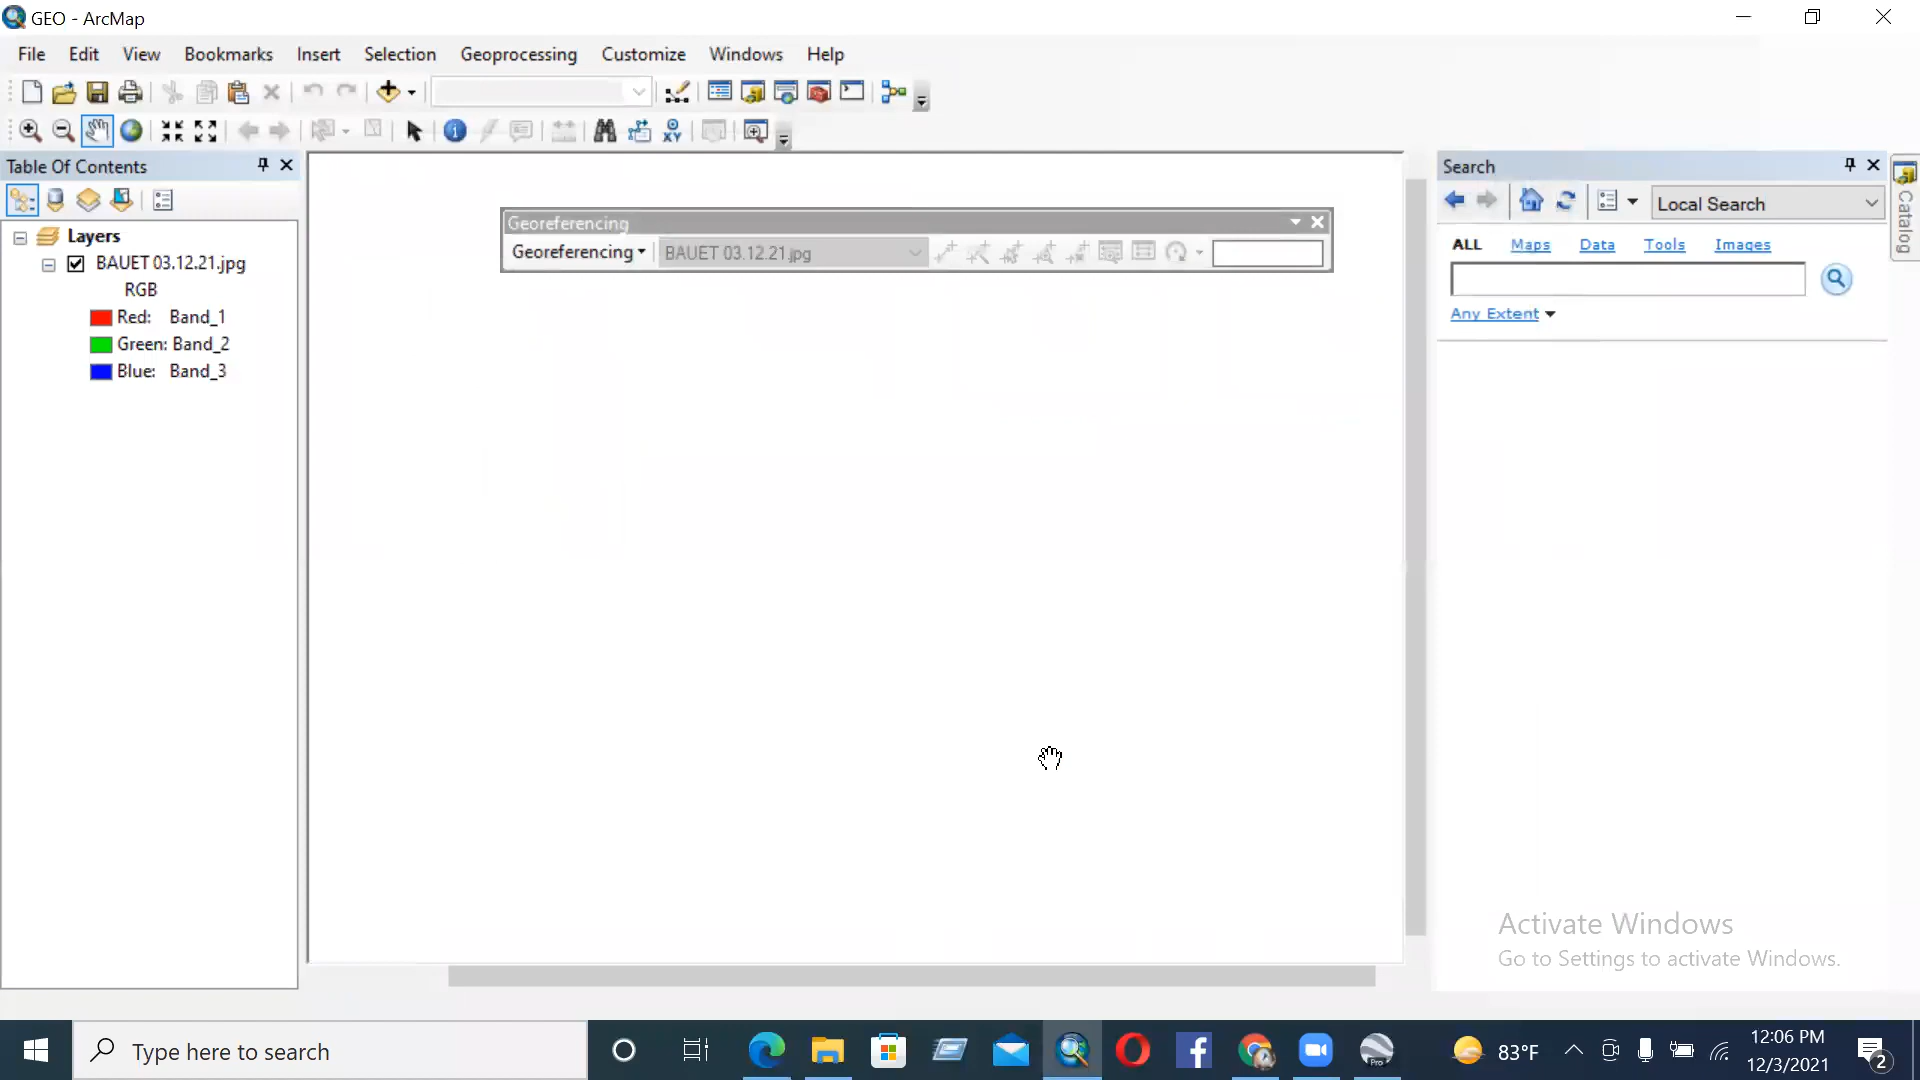 GEO - ArcMap
File Edit View Bookmarks Insert Selection Geoprocessing Customize Windows Help
XY
Table Of Contents
Layers
BAUET 03.12.21.jpg
RGB
Red: Band_1
Green: Band_2
Blue: Band_3
Georeferencing
Georeferencing BAUET 03.12.21.jpg
Search
Local Search
ALL Maps Data Tools Images
Any Extent
Catalog
Activate Windows
Go to Settings to activate Windows.
Type here to search
Pro
83°F
12:06 PM
12/3/2021
2